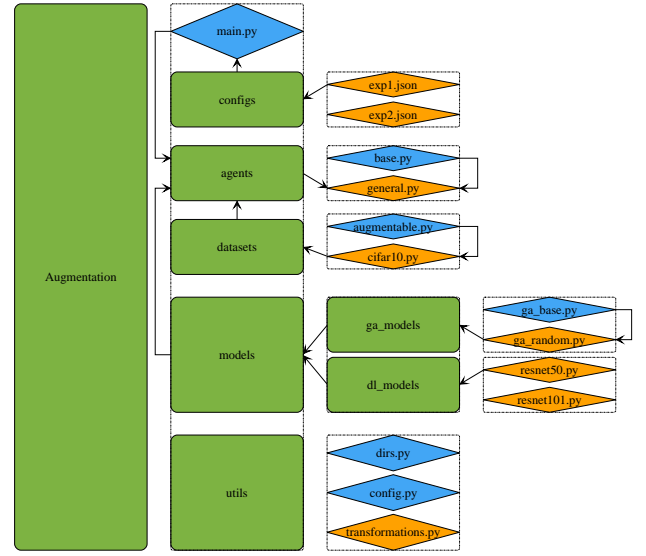 main.py
configs
exp1.json
exp2.json
agents
base.py
general.py
datasets
augmentable.py
cifar10.py
Augmentation
models
ga_models
ga_base.py
ga_random.py
dl_models
resnet50.py
resnet101.py
utils
dirs.py
config.py
transformations.py